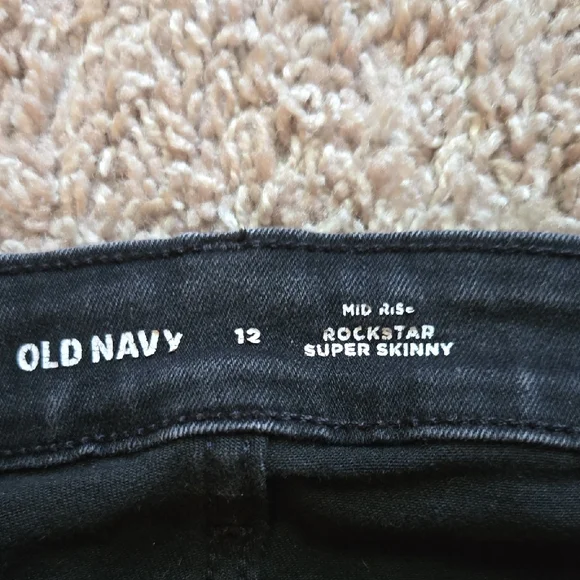 OLD NAVY 12
MID RISE
ROCKSTAR
SUPER SKINNY